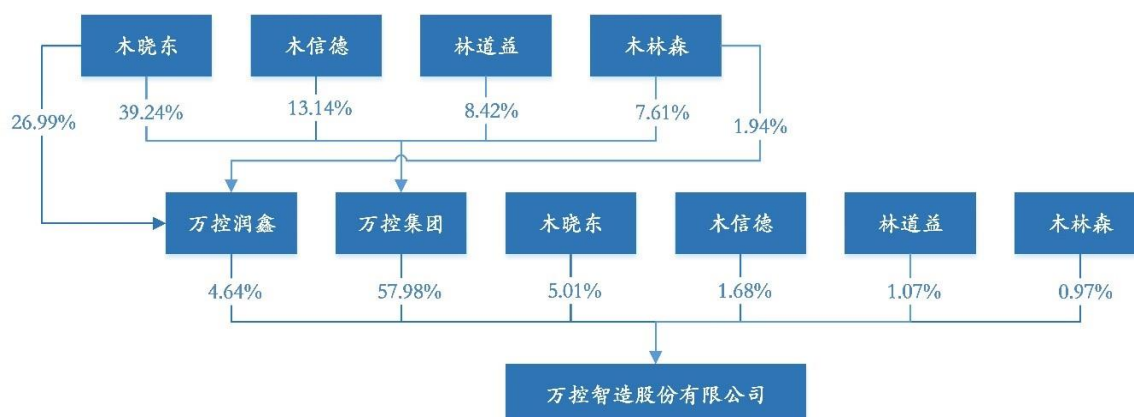 木晓东
木信德
林道益
木林森
26.99%
39.24%
13.14%
8.42%
7.61%
1.94%
万控润鑫
万控集团
木晓东
木信德
林道益
木林森
4.64%
57.98%
5.01%
1.68%
1.07%
0.97%
万控智造股份有限公司